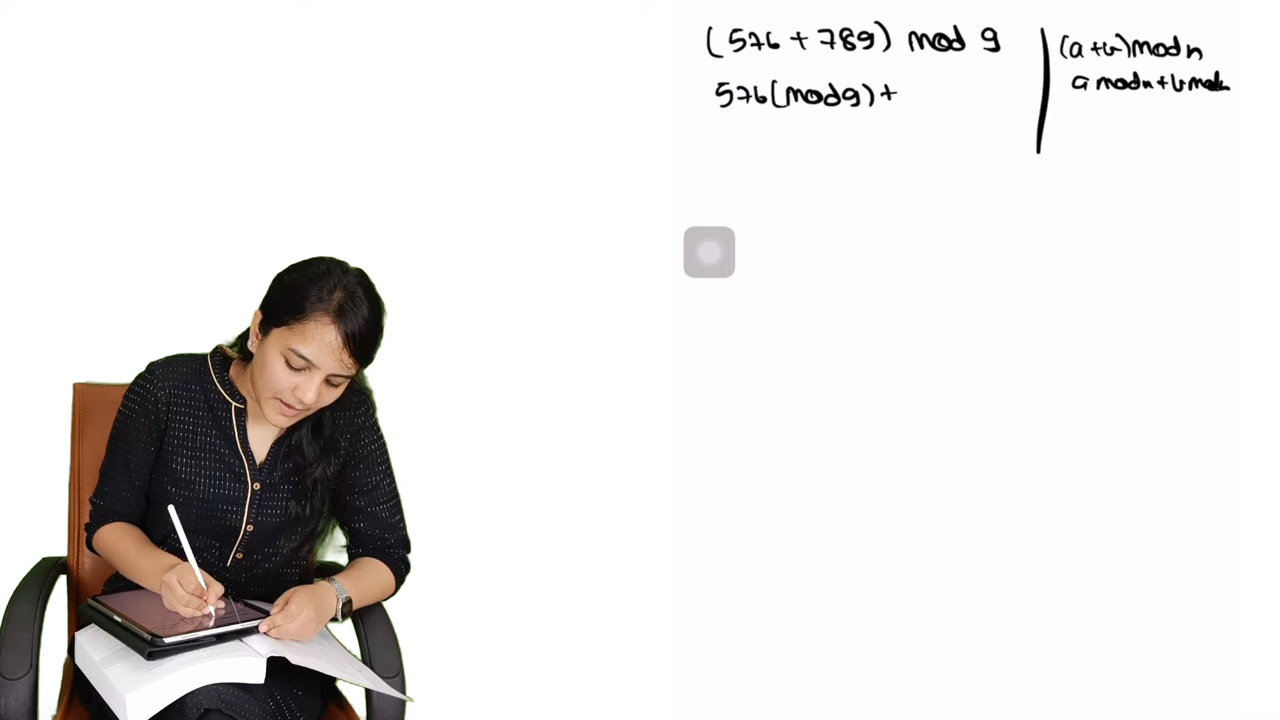 (576 + 789) mod 9
576(mod9) +
(a + b) mod n
a mod n + b mod n